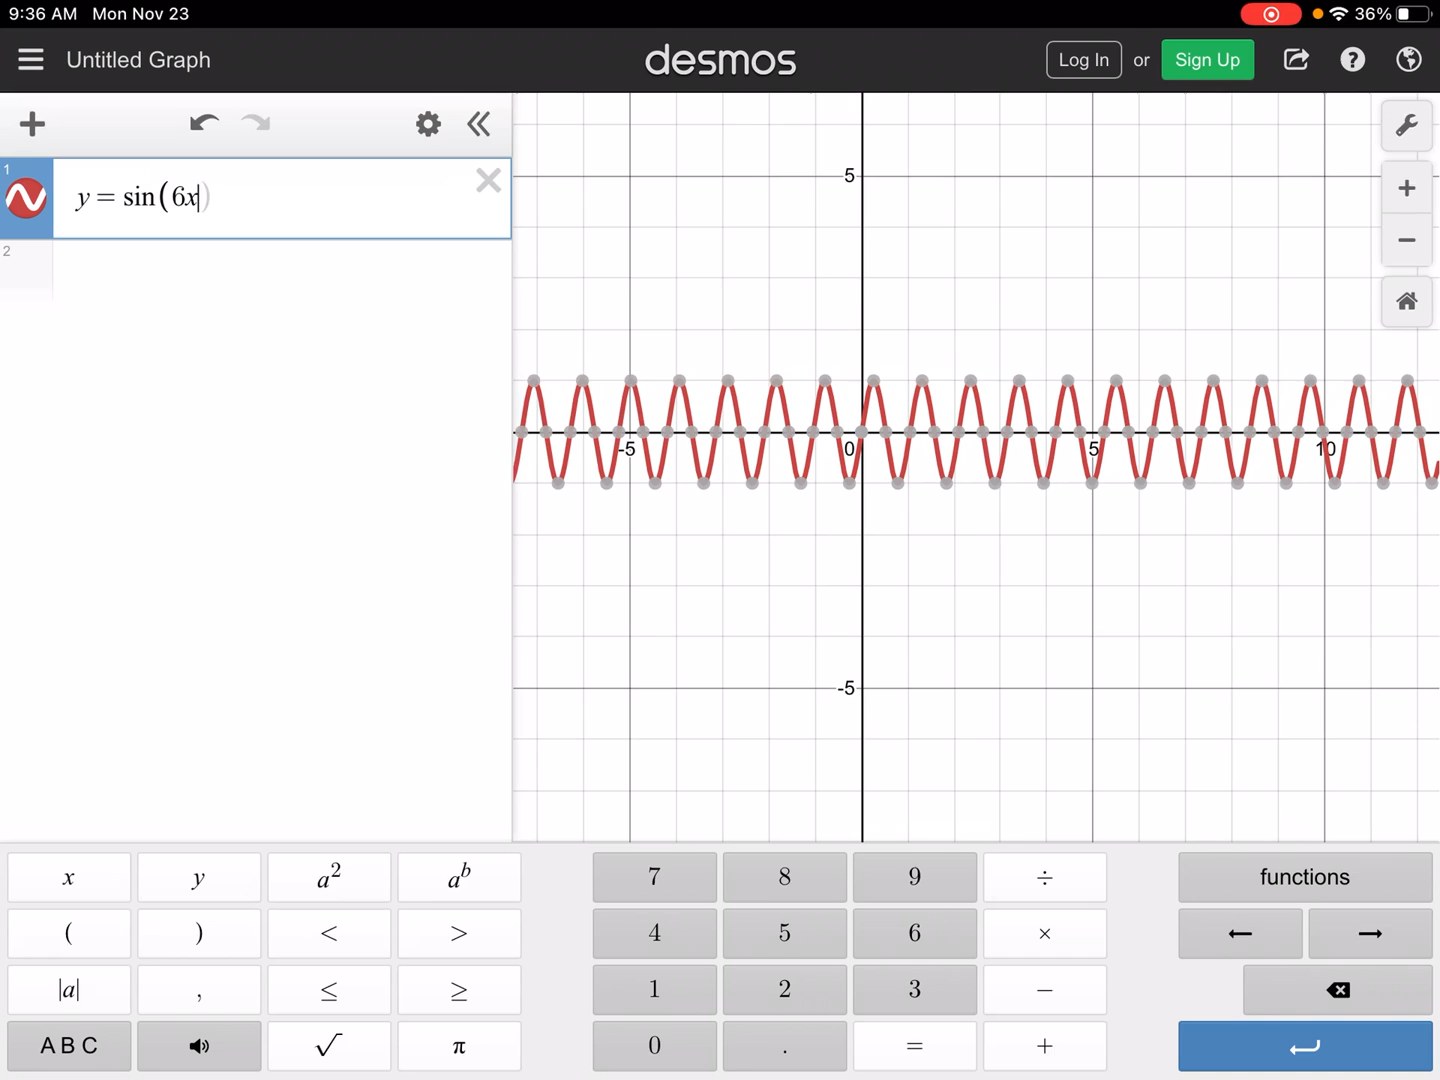 9:36 AM Mon Nov 23 36%
Untitled Graph desmos Log In or Sign Up
1
y = sin(6x)
2
5
-5 0 5 10
-5
x y a² aᵇ 7 8 9 ÷ functions
( ) < > 4 5 6 × ← →
|a| , ≤ ≥ 1 2 3 −
A B C √ π 0 . = +